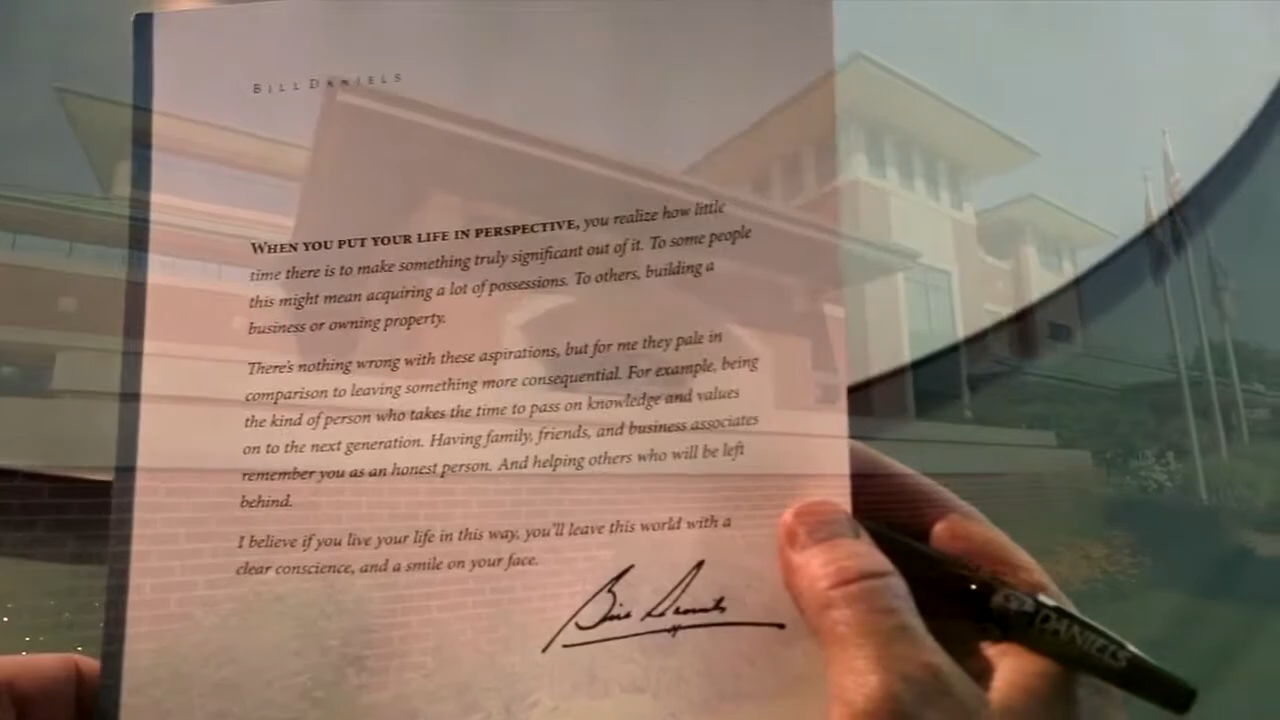 BILL DANIELS
WHEN YOU PUT YOUR LIFE IN PERSPECTIVE, you realize how little
time there is to make something truly significant out of it. To some people
this might mean acquiring a lot of possessions. To others, building a
business or owning property.
There's nothing wrong with these aspirations, but for me they pale in
comparison to leaving something more consequential. For example, being
the kind of person who takes the time to pass on knowledge and values
on to the next generation. Having family, friends, and business associates
remember you as an honest person. And helping others who will be left
behind.
I believe if you live your life in this way, you'll leave this world with a
clear conscience, and a smile on your face.
Bill Daniels
DANIELS